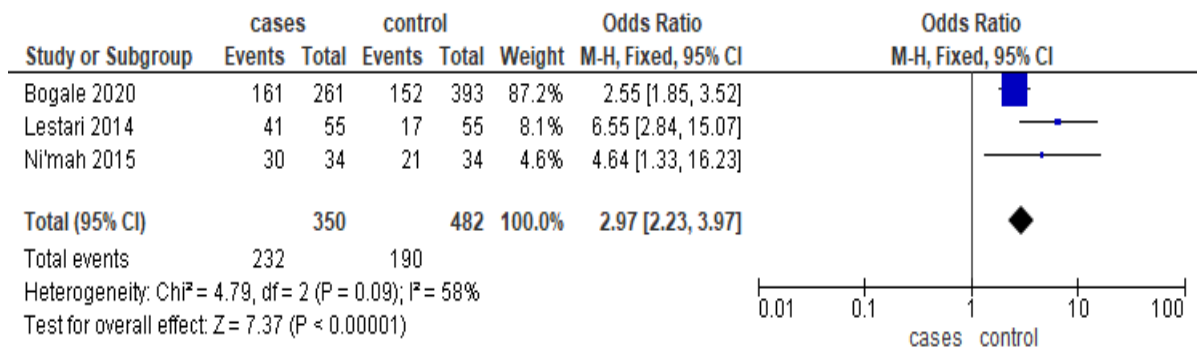 cases control Odds Ratio Odds Ratio
Study or Subgroup Events Total Events Total Weight M-H, Fixed, 95% CI M-H, Fixed, 95% CI
Bogale 2020 161 261 152 393 87.2% 2.55 [1.85, 3.52]
Lestari 2014 41 55 17 55 8.1% 6.55 [2.84, 15.07]
Ni'mah 2015 30 34 21 34 4.6% 4.64 [1.33, 16.23]
Total (95% CI) 350 482 100.0% 2.97 [2.23, 3.97]
Total events 232 190
Heterogeneity: Chi² = 4.79, df = 2 (P = 0.09); I² = 58%
Test for overall effect: Z = 7.37 (P < 0.00001)
0.01 0.1 1 10 100
cases control